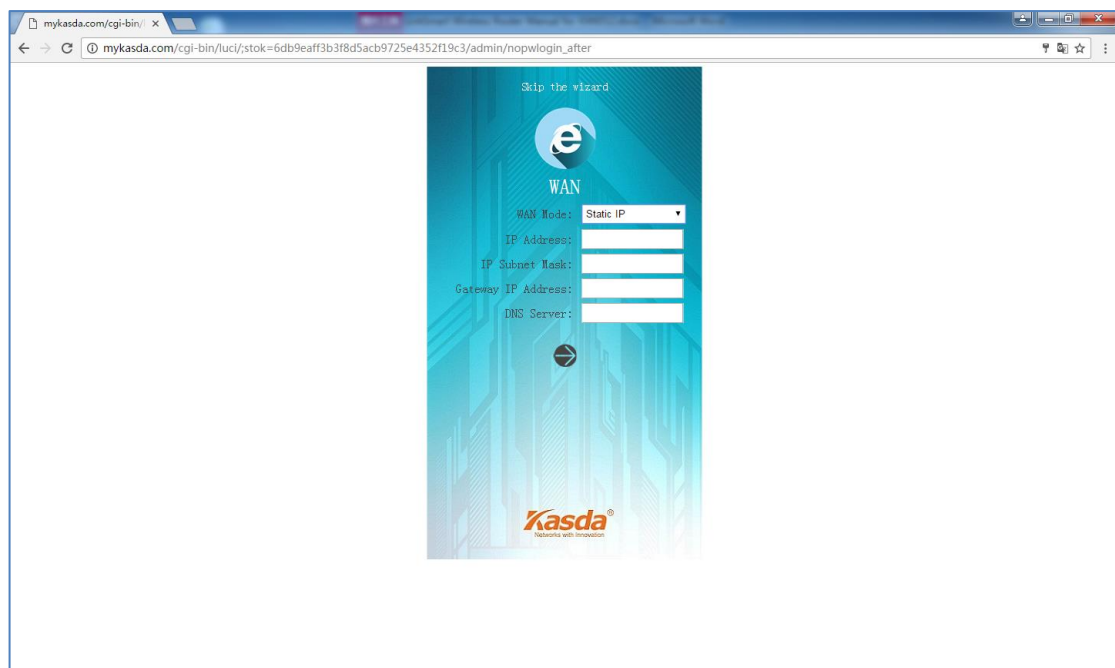 mykasda.com/cgi-bin/l
mykasda.com/cgi-bin/luci/;stok=6db9eaff3b3f8d5acb9725e4352f19c3/admin/nopwlogin_after
Skip the wizard
WAN
WAN Mode: Static IP
IP Address:
IP Subnet Mask:
Gateway IP Address:
DNS Server:
Kasda®
Networks with Innovation